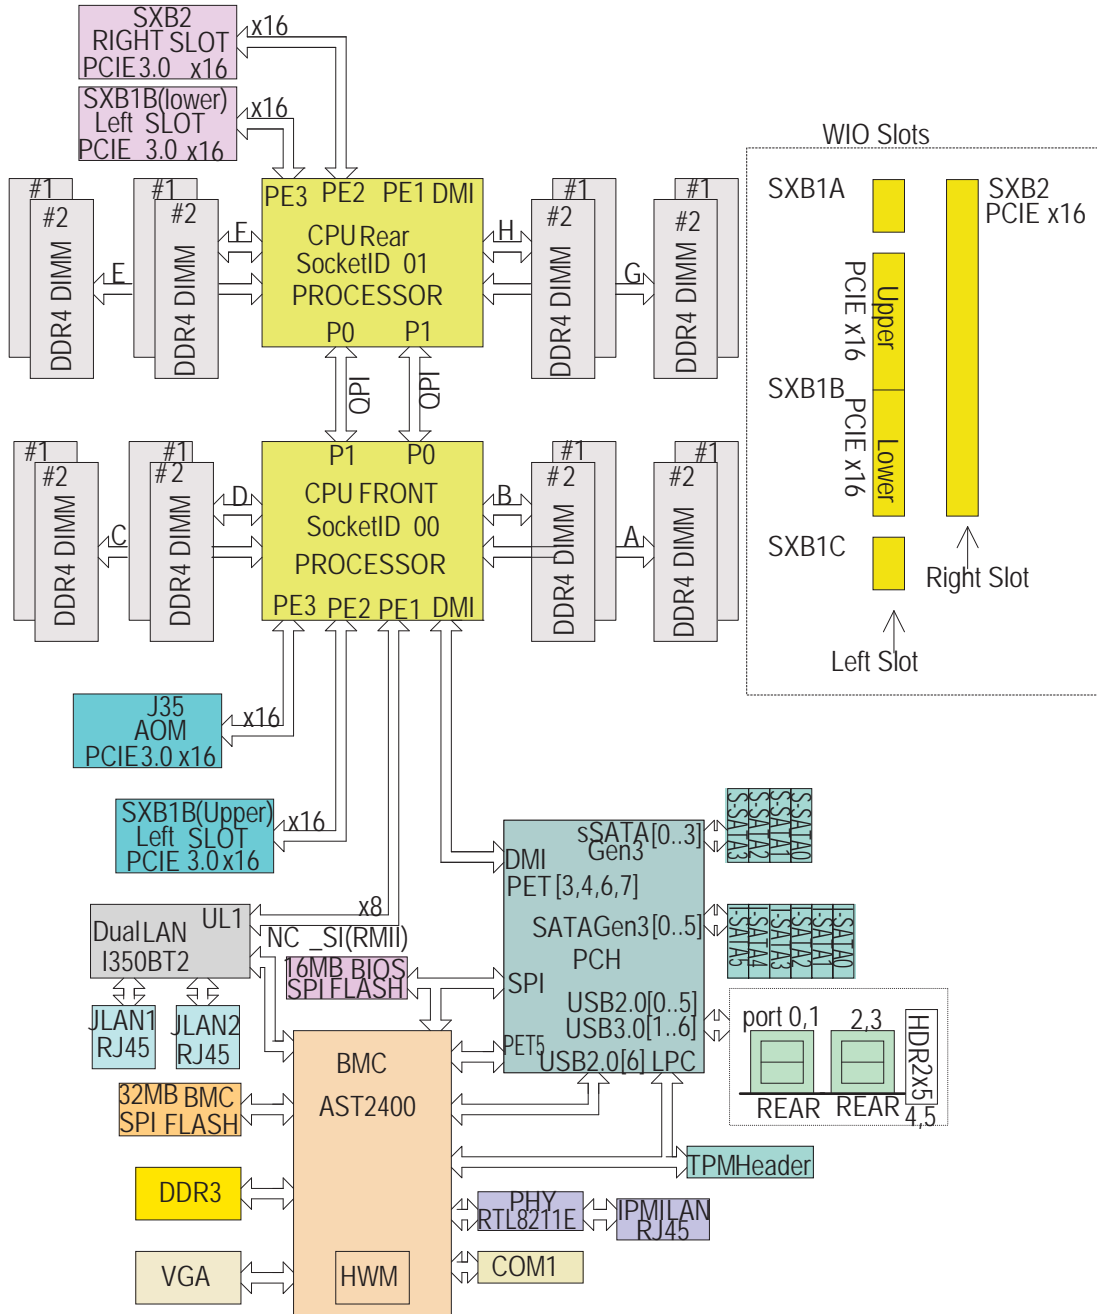 SXB2
RIGHT SLOT
PCIE 3.0 x16
x16
SXB1B(lower)
Left SLOT
PCIE 3.0 x16
x16
WIO Slots
SXB1A
SXB2
PCIE x16
Upper
PCIE x16
SXB1B
Lower
PCIE x16
SXB1C
Right Slot
Left Slot
#1
#2
DDR4 DIMM
E
#1
#2
DDR4 DIMM
F
PE3 PE2 PE1 DMI
CPU Rear
SocketID 01
PROCESSOR
P0 P1
H
#1
#2
DDR4 DIMM
G
#1
#2
DDR4 DIMM
QPI
QPI
#1
#2
DDR4 DIMM
C
#1
#2
DDR4 DIMM
D
P1 P0
CPU FRONT
SocketID 00
PROCESSOR
PE3 PE2 PE1 DMI
B
#1
#2
DDR4 DIMM
A
#1
#2
DDR4 DIMM
J35
AOM
PCIE3.0 x16
x16
SXB1B(Upper)
Left SLOT
PCIE 3.0 x16
x16
x8
UL1
Dual LAN
I350BT2
NC_SI(RMII)
JLAN1
RJ45
JLAN2
RJ45
16MB BIOS
SPI FLASH
sSATA [0..3]
Gen3
DMI
PET [3,4,6,7]
SATAGen3[0..5]
PCH
SPI
USB2.0[0..5]
USB3.0[1..6]
PET5
USB2.0[6] LPC
S-SATA0
S-SATA1
S-SATA2
S-SATA3
I-SATA0
I-SATA1
I-SATA2
I-SATA3
I-SATA4
I-SATA5
port 0,1
2,3
HDR2x5
REAR
REAR
4,5
BMC
AST2400
HWM
32MB BMC
SPI FLASH
DDR3
VGA
TPMHeader
PHY
RTL8211E
IPMILAN
RJ45
COM1